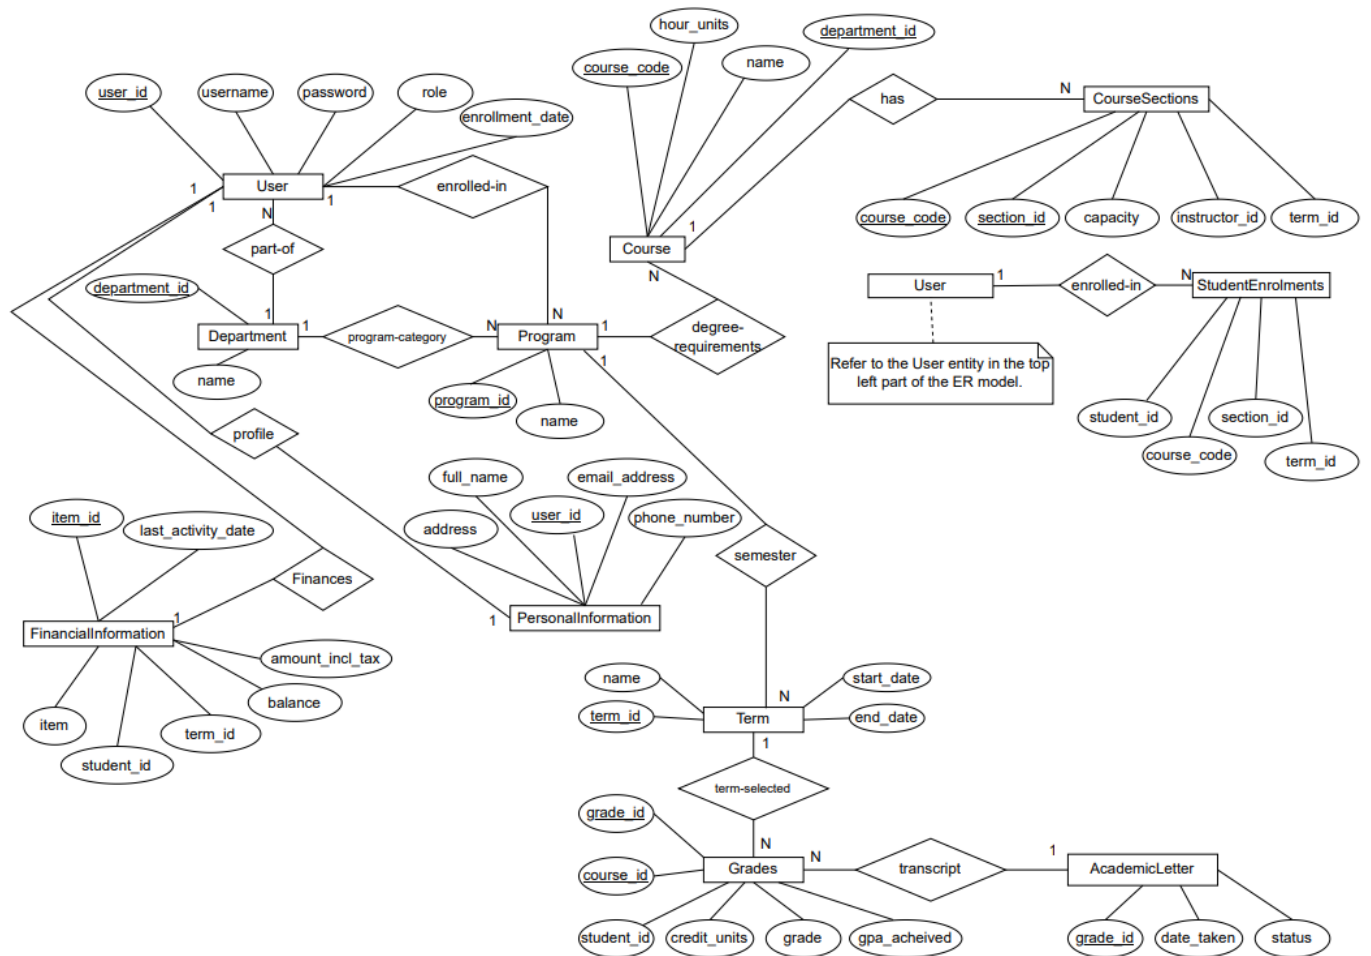 hour_units
department_id
course_code
name
user_id
username
password
role
enrollment_date
has
N
CourseSections
1
User
1
1
N
enrolled-in
course_code
section_id
capacity
instructor_id
term_id
part-of
1
Course
N
department_id
1
User
1
enrolled-in
N
StudentEnrolments
Department
1
program-category
N
Program
N
1
degree-
requirements
1
name
Refer to the User entity in the top
left part of the ER model.
program_id
name
student_id
section_id
course_code
term_id
profile
full_name
email_address
item_id
last_activity_date
address
user_id
phone_number
semester
Finances
1
FinancialInformation
1
PersonalInformation
amount_incl_tax
balance
item
term_id
student_id
name
start_date
N
term_id
Term
end_date
1
term-selected
grade_id
N
Grades
N
transcript
1
AcademicLetter
course_id
student_id
credit_units
grade
gpa_acheived
grade_id
date_taken
status